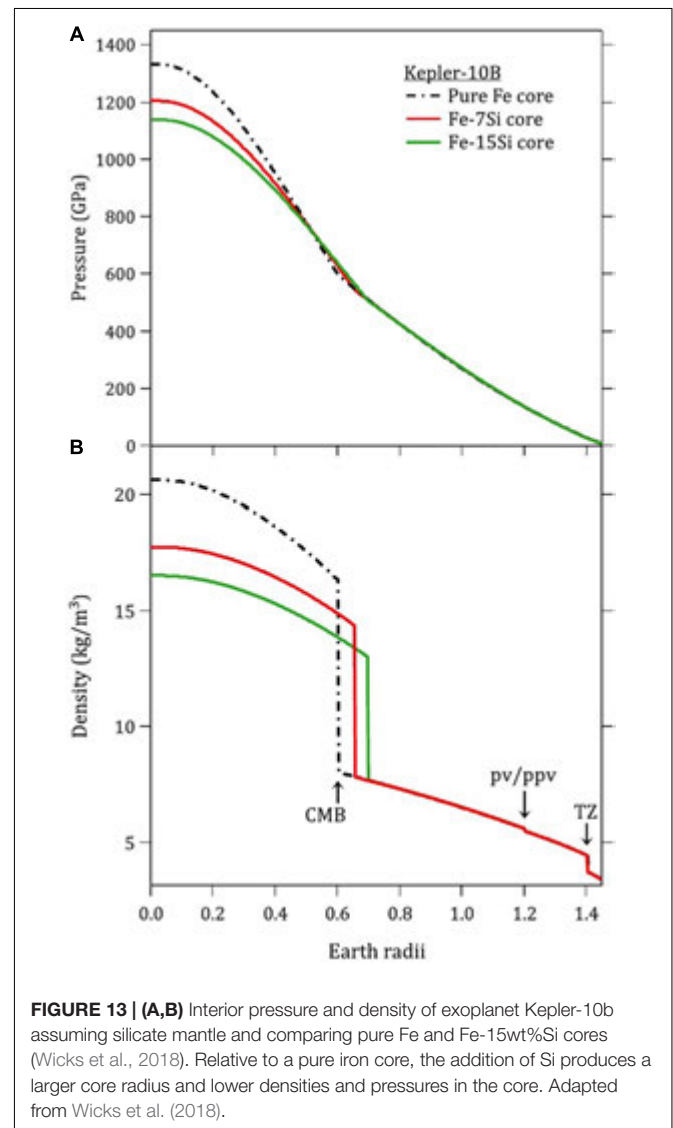 A
1400
1200
1000
800
600
400
200
0
Pressure (GPa)
Kepler-10B
Pure Fe core
Fe-7Si core
Fe-15Si core
B
20
15
10
5
Density (kg/m³)
CMB
pv/ppv
TZ
0.0 0.2 0.4 0.6 0.8 1.0 1.2 1.4
Earth radii
FIGURE 13 | (A,B) Interior pressure and density of exoplanet Kepler-10b
assuming silicate mantle and comparing pure Fe and Fe-15wt%Si cores
(Wicks et al., 2018). Relative to a pure iron core, the addition of Si produces a
larger core radius and lower densities and pressures in the core. Adapted
from Wicks et al. (2018).